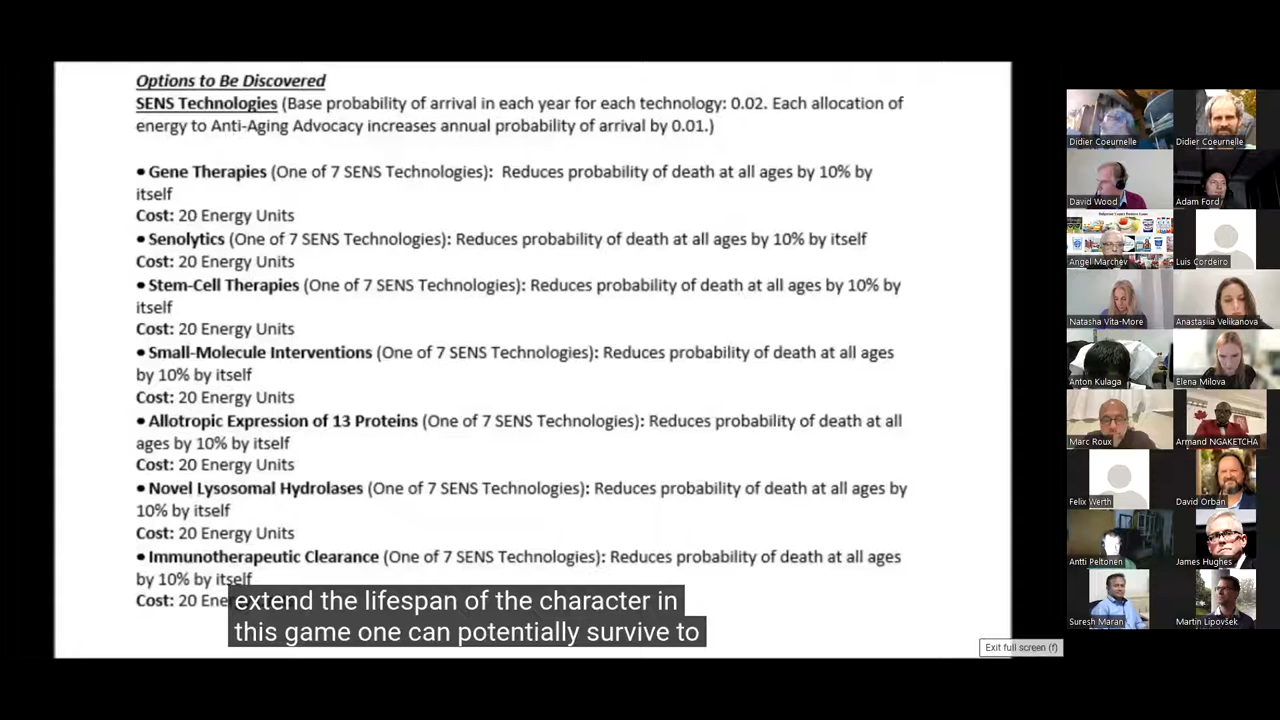 Options to Be Discovered
SENS Technologies (Base probability of arrival in each year for each technology: 0.02. Each allocation of
energy to Anti-Aging Advocacy increases annual probability of arrival by 0.01.)
• Gene Therapies (One of 7 SENS Technologies): Reduces probability of death at all ages by 10% by
itself
Cost: 20 Energy Units
• Senolytics (One of 7 SENS Technologies): Reduces probability of death at all ages by 10% by itself
Cost: 20 Energy Units
• Stem-Cell Therapies (One of 7 SENS Technologies): Reduces probability of death at all ages by 10% by
itself
Cost: 20 Energy Units
• Small-Molecule Interventions (One of 7 SENS Technologies): Reduces probability of death at all ages
by 10% by itself
Cost: 20 Energy Units
• Allotropic Expression of 13 Proteins (One of 7 SENS Technologies): Reduces probability of death at all
ages by 10% by itself
Cost: 20 Energy Units
• Novel Lysosomal Hydrolases (One of 7 SENS Technologies): Reduces probability of death at all ages by
10% by itself
Cost: 20 Energy Units
• Immunotherapeutic Clearance (One of 7 SENS Technologies): Reduces probability of death at all ages
by 10% by itself
Cost: 20
extend the lifespan of the character in
this game one can potentially survive to
Exit full screen (f)
Didier Coeurnelle
Didier Coeurnelle
David Wood
Adam Ford
Angel Marchev
Luis Cordeiro
Natasha Vita-More
Anastasiia Velikanova
Anton Kulaga
Elena Milova
Marc Roux
Armand NGAKETCHA
Felix Werth
David Orban
Antti Peltonen
James Hughes
Suresh Maran
Martin Lipovšek